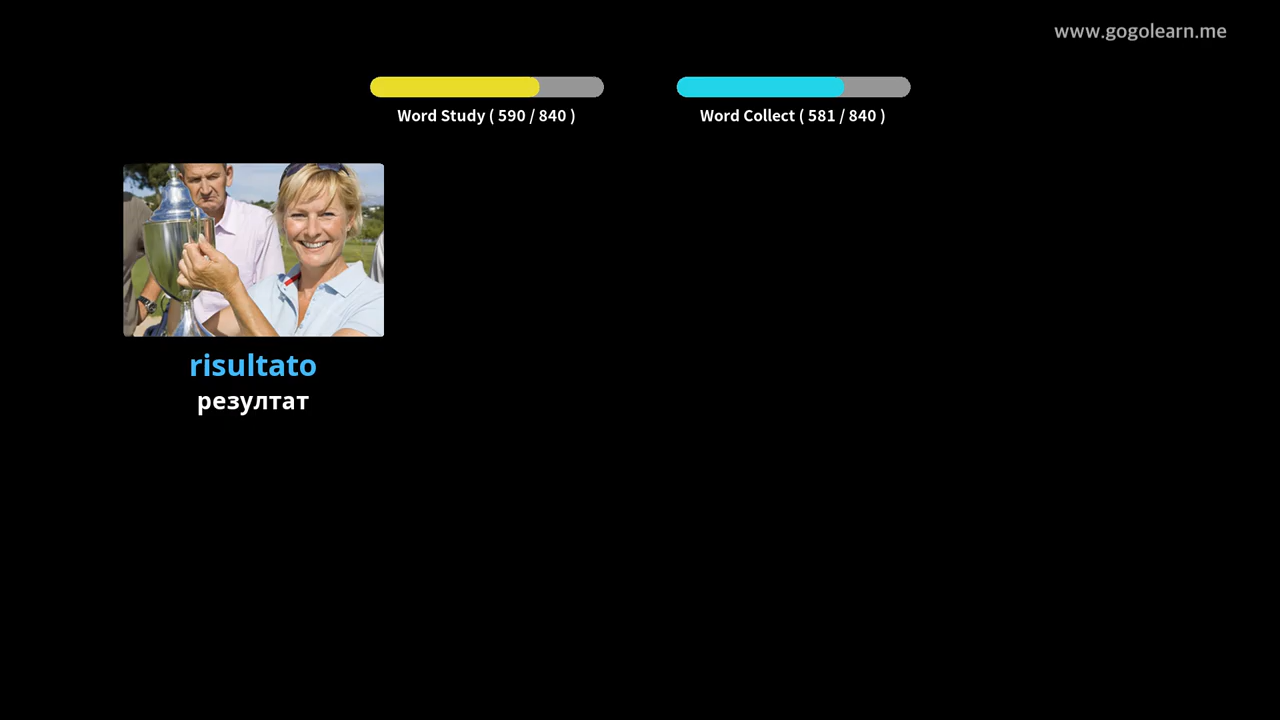 www.gogolearn.me
Word Study ( 590 / 840 )
Word Collect ( 581 / 840 )
risultato
резултат